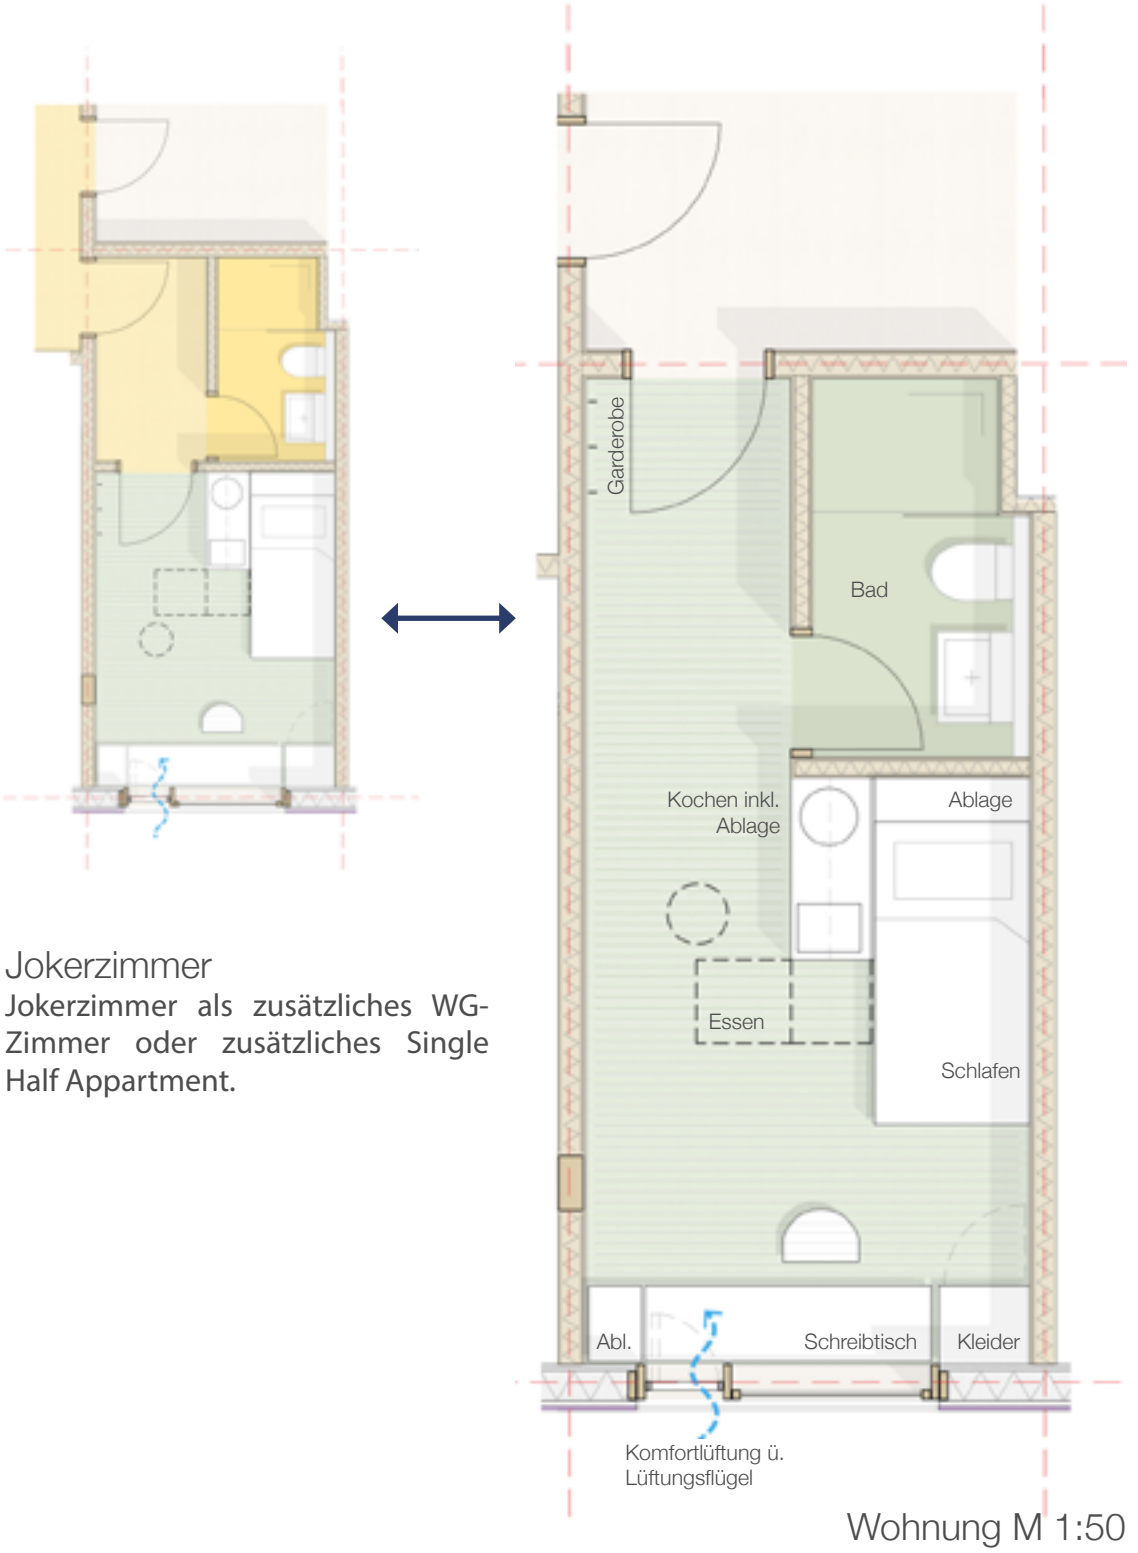 Garderobe
Bad
Kochen inkl.
Ablage
Ablage
Essen
Schlafen
Abl.
Schreibtisch
Kleider
Komfortlüftung ü.
Lüftungsflügel
Jokerzimmer
Jokerzimmer als zusätzliches WG-
Zimmer oder zusätzliches Single
Half Appartment.
Wohnung M 1:50